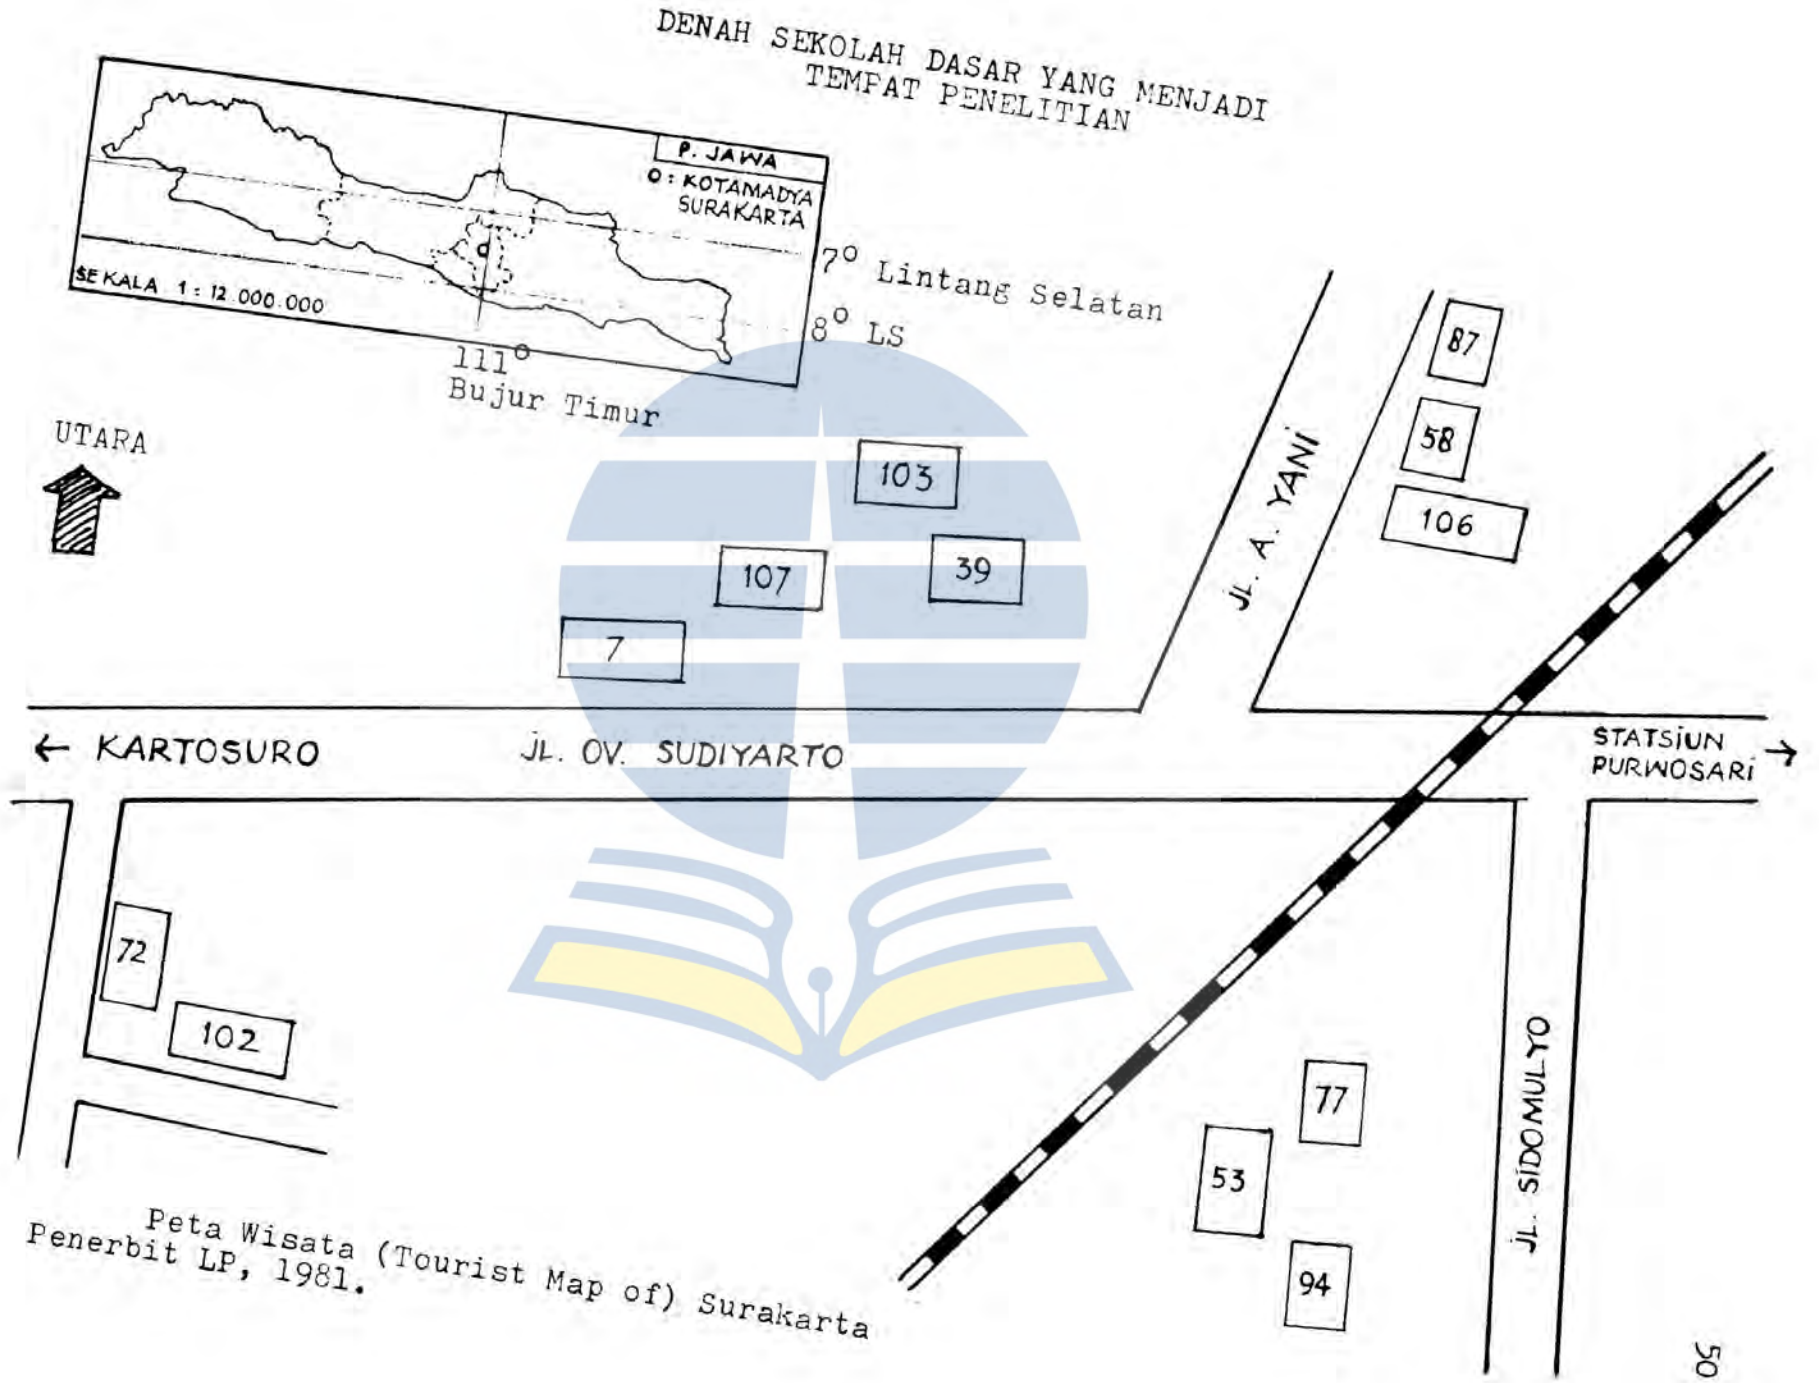 DENAH SEKOLAH DASAR YANG MENJADI
TEMPAT PENELITIAN
P. JAWA
O : KOTAMADYA
SURAKARTA
SEKALA 1 : 12.000.000
7° Lintang Selatan
8° LS
111°
Bujur Timur
UTARA
87
58
106
103
107
39
7
JL. A. YANI
← KARTOSURO
JL. OV. SUDIYARTO
STATSIUN →
PURWOSARI
72
102
77
53
94
JL. SIDOMULYO
Peta Wisata (Tourist Map of) Surakarta
Penerbit LP, 1981.
50